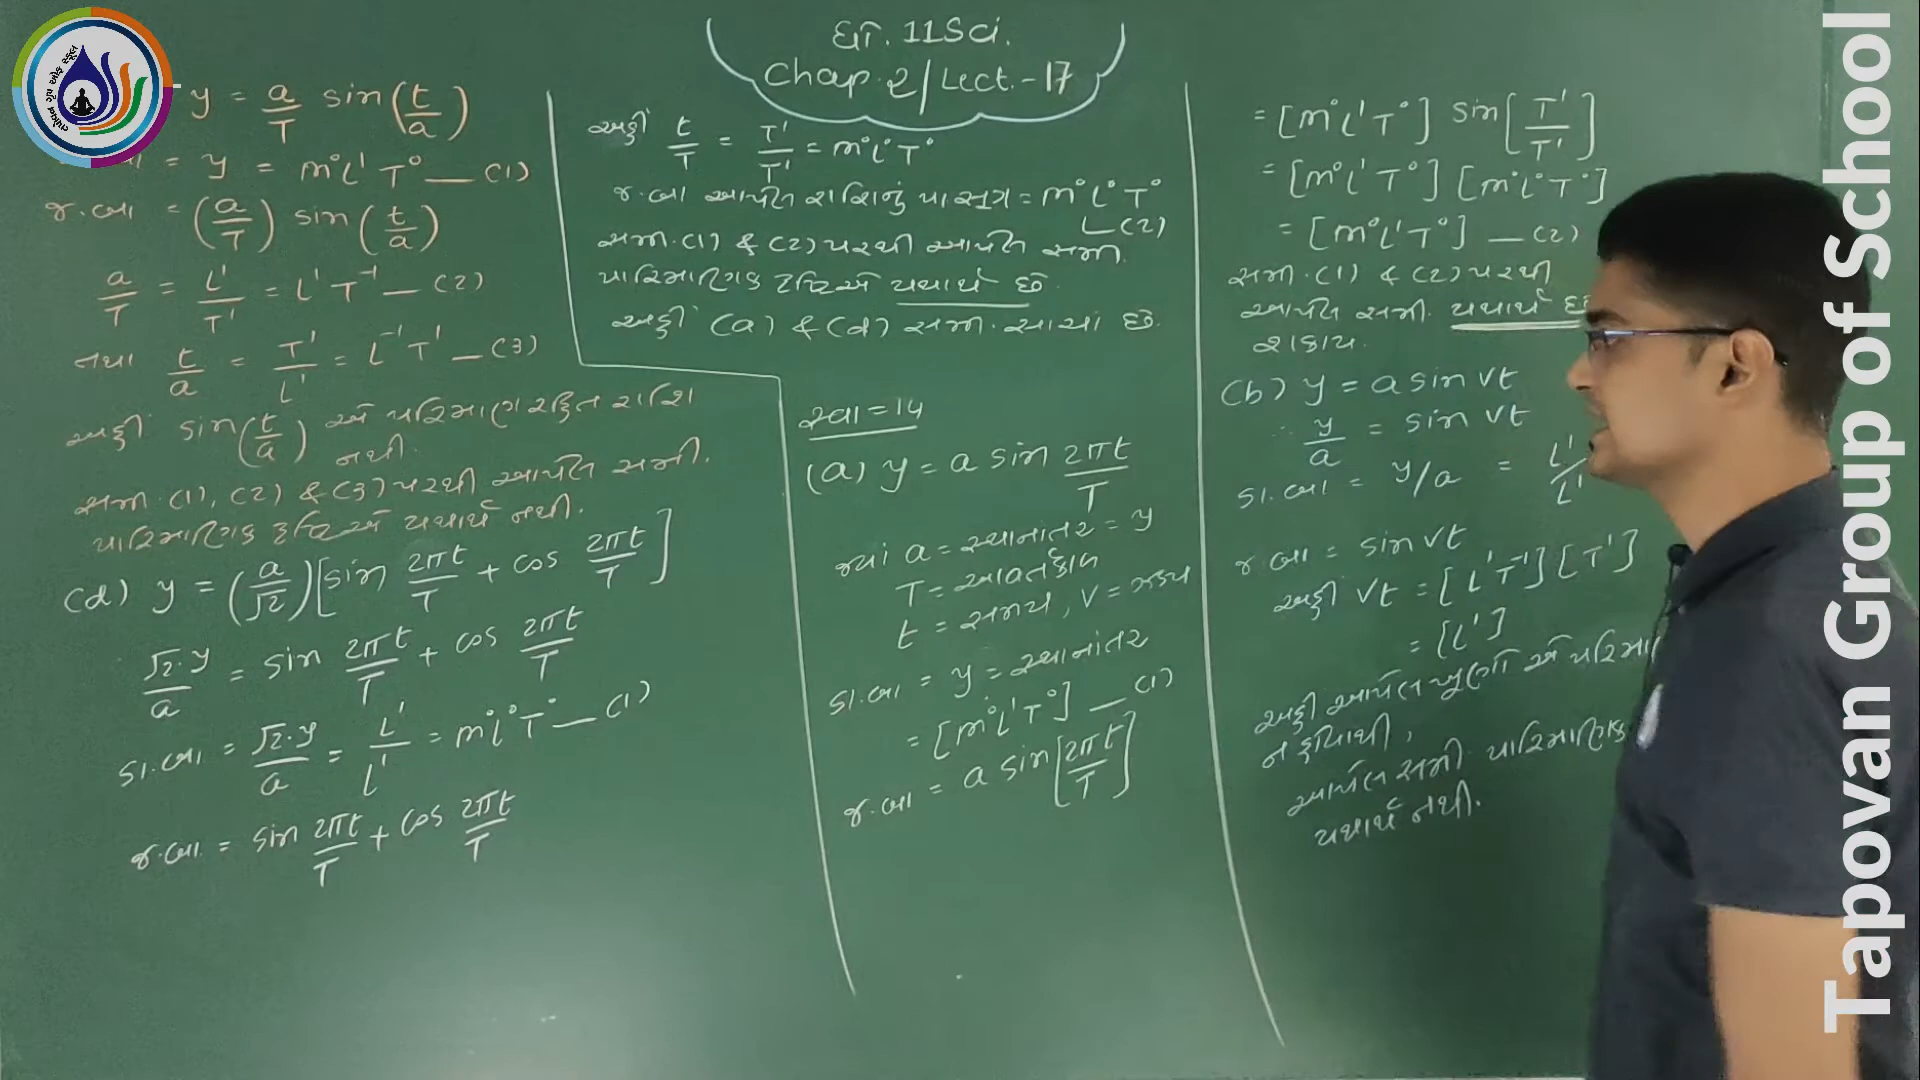 ધો. 11 Sci.
Chap. 2 / Lect. - 17
y = a/T sin(t/a)
= y = M⁰L¹T⁰ — (1)
જ.બા = (a/T) sin(t/a)
a/T = L¹/T¹ = L¹T⁻¹ — (2)
તથા t/a = T¹/L¹ = L⁻¹T¹ — (3)
અહીં sin(t/a) એ પરિમાણ રહિત રાશિ
નથી.
સમી. (1), (2) & (3) પરથી આપેલ સમી.
પારિમાણિક દૃષ્ટિએ યથાર્થ નથી.
(d) y = (a/√2)[sin 2πt/T + cos 2πt/T]
√2·y/a = sin 2πt/T + cos 2πt/T
ડા.બા = √2·y/a = L¹/L¹ = M⁰L⁰T⁰ — (1)
જ.બા = sin 2πt/T + cos 2πt/T
અહીં t/T = T¹/T¹ = M⁰L⁰T⁰
જ.બા આપેલ રાશિનું પા.સૂત્ર = M⁰L⁰T⁰
(2)
સમી. (1) & (2) પરથી આપેલ સમી.
પારિમાણિક દૃષ્ટિએ યથાર્થ છે.
અહીં (a) & (d) સમી. સાચાં છે.
સ્વા = 14
(a) y = a sin 2πt/T
જ્યાં a = સ્થાનાંતર = y
T = આવર્તકાળ
t = સમય, v = ઝડપ
ડા.બા = y = સ્થાનાંતર
= [M⁰L¹T⁰] — (1)
જ.બા = a sin[2πt/T]
= [M⁰L¹T⁰] sin[T¹/T¹]
= [M⁰L¹T⁰] [M⁰L⁰T⁰]
= [M⁰L¹T⁰] — (2)
સમી. (1) & (2) પરથી
આપેલ સમી. યથાર્થ
શકાય.
(b) y = a sin vt
∴ y/a = sin vt
ડા.બા = y/a = L¹/L¹
જ.બા = sin vt
અહીં vt = [L¹T⁻¹] [T¹]
= [L¹]
અહીં આપેલ ખૂણો એ
ન હોવાથી,
આપેલ સમી. પારિમાણિક
યથાર્થ નથી.
Tapovan Group of School